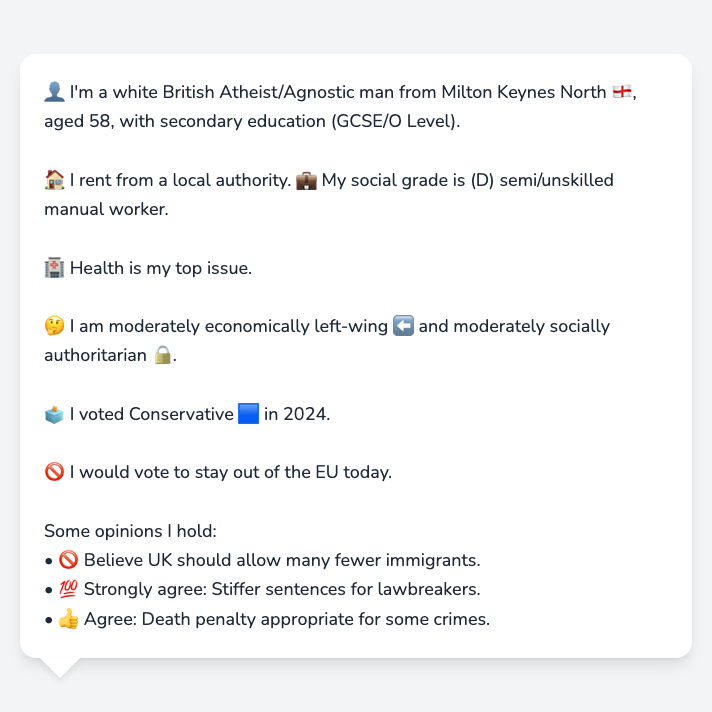 👤 I'm a white British Atheist/Agnostic man from Milton Keynes North 🏴󠁧󠁢󠁥󠁮󠁧󠁿,
aged 58, with secondary education (GCSE/O Level).
🏠 I rent from a local authority. 💼 My social grade is (D) semi/unskilled
manual worker.
🏥 Health is my top issue.
🤔 I am moderately economically left-wing ⬅️ and moderately socially
authoritarian 🔒.
🗳️ I voted Conservative 🟦 in 2024.
🚫 I would vote to stay out of the EU today.
Some opinions I hold:
• 🚫 Believe UK should allow many fewer immigrants.
• 💯 Strongly agree: Stiffer sentences for lawbreakers.
• 👍 Agree: Death penalty appropriate for some crimes.